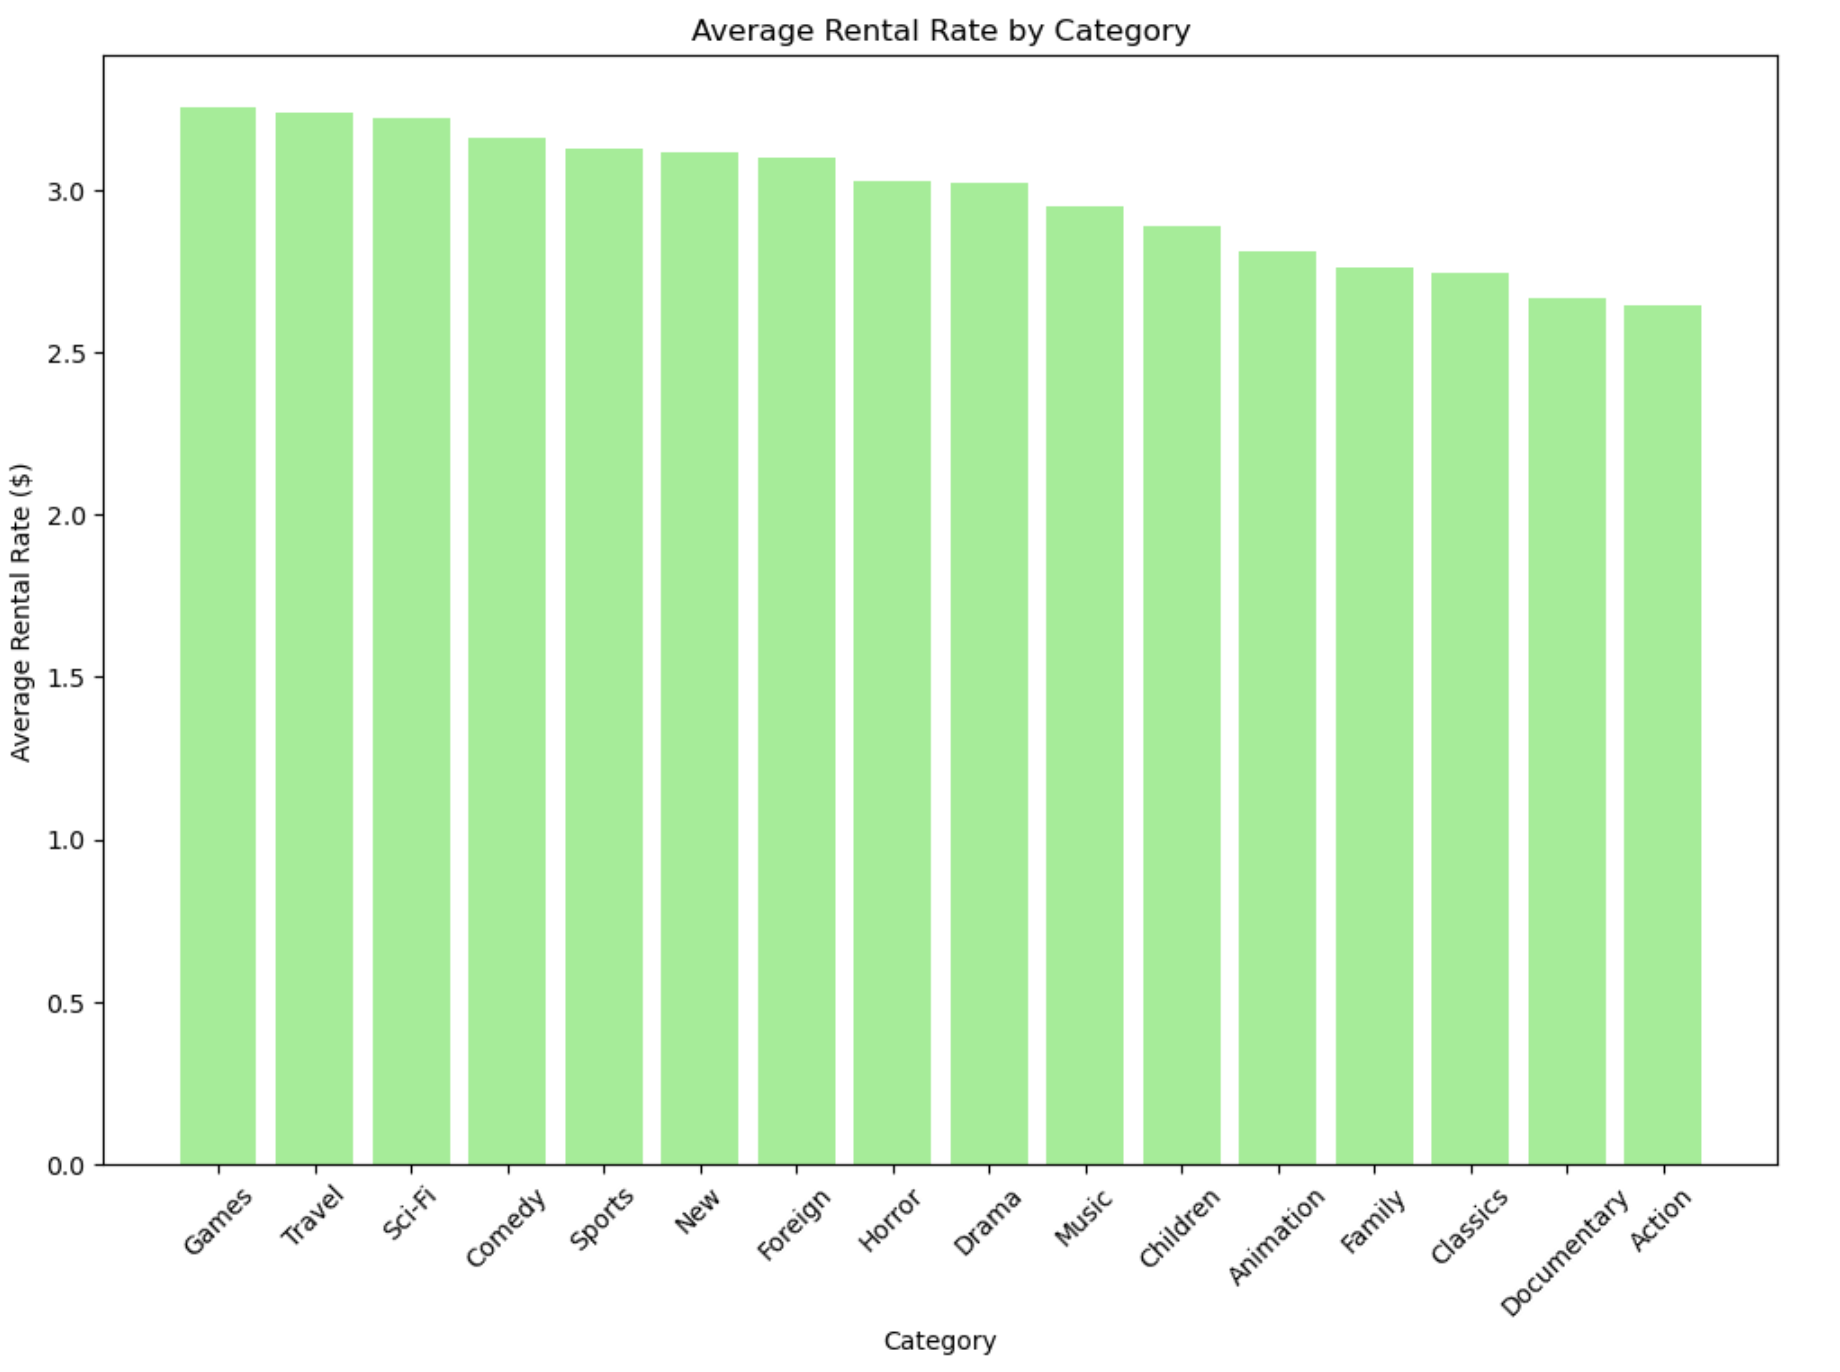 Average Rental Rate by Category
Average Rental Rate ($)
3.0
2.5
2.0
1.5
1.0
0.5
0.0
Games
Travel
Sci-Fi
Comedy
Sports
New
Foreign
Horror
Drama
Music
Children
Animation
Family
Classics
Documentary
Action
Category